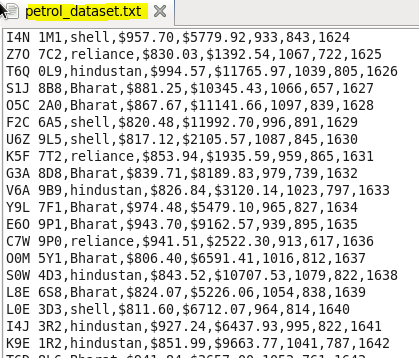 petrol_dataset.txt
I4N 1M1,shell,$957.70,$5779.92,933,843,1624
Z7O 7C2,reliance,$830.03,$1392.54,1067,722,1625
T6Q 0L9,hindustan,$994.57,$11765.97,1039,805,1626
S1J 8B8,Bharat,$881.25,$10345.43,1066,657,1627
O5C 2A0,Bharat,$867.67,$11141.66,1097,839,1628
F2C 6A5,shell,$820.48,$11992.70,996,891,1629
U6Z 9L5,shell,$817.12,$2105.57,1087,845,1630
K5F 7T2,reliance,$853.94,$1935.59,959,865,1631
G3A 8D8,Bharat,$839.71,$8189.83,979,739,1632
V6A 9B9,hindustan,$826.84,$3120.14,1023,797,1633
Y9L 7F1,Bharat,$974.48,$5479.10,965,827,1634
E6O 9P1,Bharat,$943.70,$9162.57,939,895,1635
C7W 9P0,reliance,$941.51,$2522.30,913,617,1636
O0M 5Y1,Bharat,$806.40,$6591.41,1016,812,1637
S0W 4D3,hindustan,$843.52,$10707.53,1079,822,1638
L8E 6S8,Bharat,$824.07,$5226.06,1054,838,1639
L0E 3D3,shell,$811.60,$6712.07,964,814,1640
I4J 3R2,hindustan,$927.24,$6437.93,995,822,1641
K9E 1R2,hindustan,$851.99,$9663.77,1041,787,1642